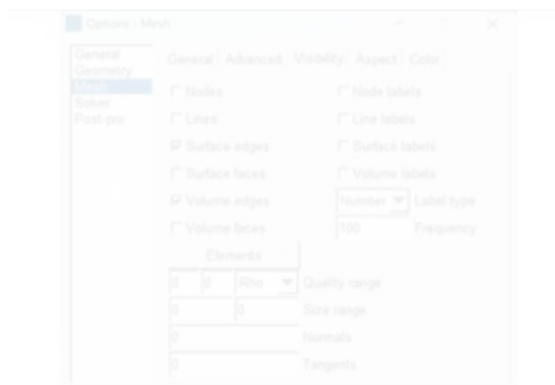 Options - Mesh
General
Geometry
Mesh
Solver
Post-pro
General Advanced Visibility Aspect Color
Nodes Node labels
Lines Line labels
Surface edges Surface labels
Surface faces Volume labels
Volume edges Number Label type
Volume faces 100 Frequency
Elements
0 0 Rho Quality range
0 0 Size range
0 Normals
0 Tangents